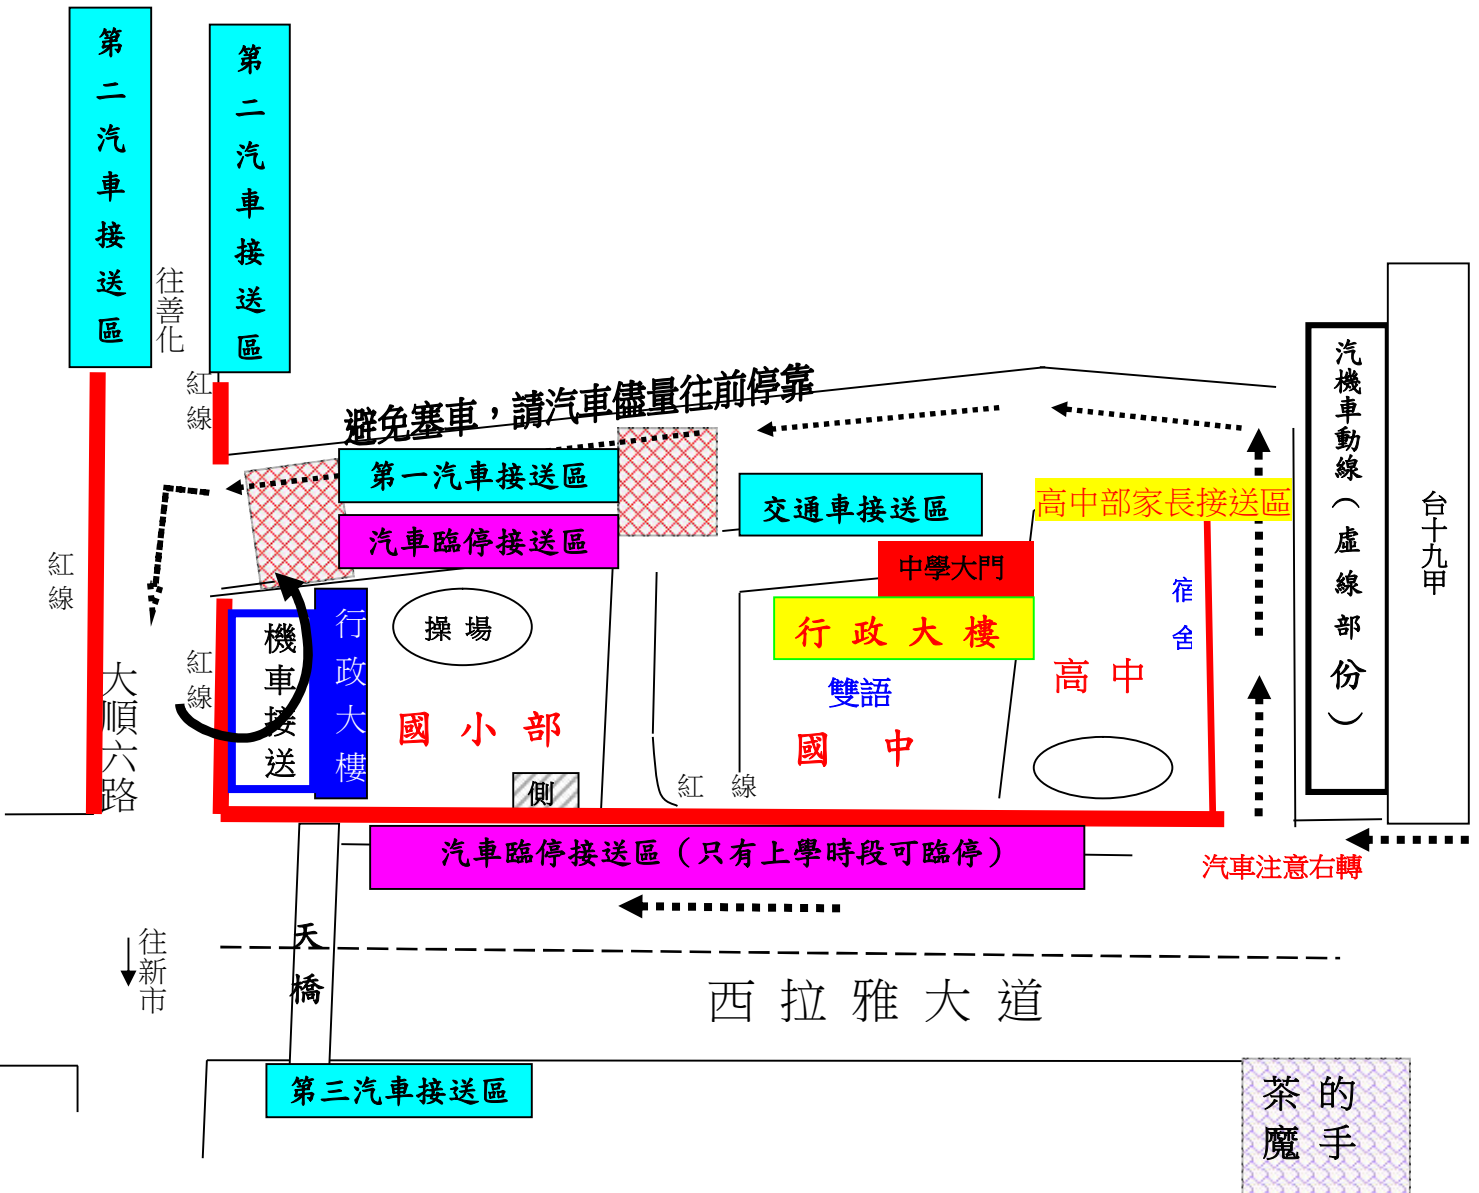 第二汽車接送區
第二汽車接送區
往善化
紅線
避免塞車，請汽車儘量往前停靠
第一汽車接送區
汽車臨停接送區
交通車接送區
高中部家長接送區
汽機車動線（虛線部份）
台十九甲
中學大門
行政大樓
雙語
國中
宿舍
高中
紅線
大順六路
紅線
機車接送
行政大樓
操場
國小部
側
紅線
汽車臨停接送區（只有上學時段可臨停）
汽車注意右轉
往新市
天橋
西拉雅大道
第三汽車接送區
茶的
魔手